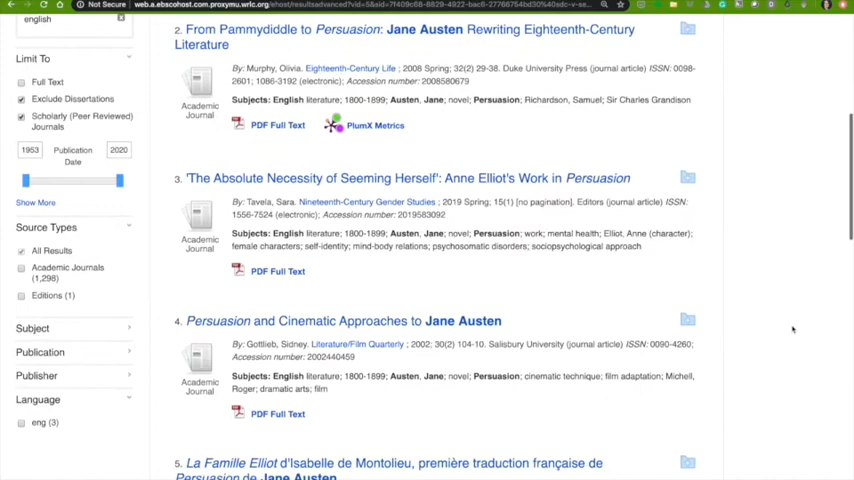 Not Secure web.a.ebscohost.com.proxymu.wrlc.org
english
Limit To
Full Text
Exclude Dissertations
Scholarly (Peer Reviewed)
Journals
1953 Publication Date 2020
Show More
Source Types
All Results
Academic Journals
(1,298)
Editions (1)
Subject
Publication
Publisher
Language
eng (3)
2. From Pammydiddle to Persuasion: Jane Austen Rewriting Eighteenth-Century
Literature
Academic
Journal
By: Murphy, Olivia. Eighteenth-Century Life ; 2008 Spring; 32(2) 29-38. Duke University Press (journal article) ISSN: 0098-
2601; 1086-3192 (electronic); Accession number: 2008580679
Subjects: English literature; 1800-1899; Austen, Jane; novel; Persuasion; Richardson, Samuel; Sir Charles Grandison
PDF Full Text PlumX Metrics
3. 'The Absolute Necessity of Seeming Herself': Anne Elliot's Work in Persuasion
Academic
Journal
By: Tavela, Sara. Nineteenth-Century Gender Studies ; 2019 Spring; 15(1) [no pagination]. Editors (journal article) ISSN:
1556-7524 (electronic); Accession number: 2019583092
Subjects: English literature; 1800-1899; Austen, Jane; novel; Persuasion; work; mental health; Elliot, Anne (character);
female characters; self-identity; mind-body relations; psychosomatic disorders; sociopsychological approach
PDF Full Text
4. Persuasion and Cinematic Approaches to Jane Austen
Academic
Journal
By: Gottlieb, Sidney. Literature/Film Quarterly ; 2002; 30(2) 104-10. Salisbury University (journal article) ISSN: 0090-4260;
Accession number: 2002440459
Subjects: English literature; 1800-1899; Austen, Jane; novel; Persuasion; cinematic technique; film adaptation; Michell,
Roger; dramatic arts; film
PDF Full Text
5. La Famille Elliot d'Isabelle de Montolieu, première traduction française de
Persuasion de Jane Austen